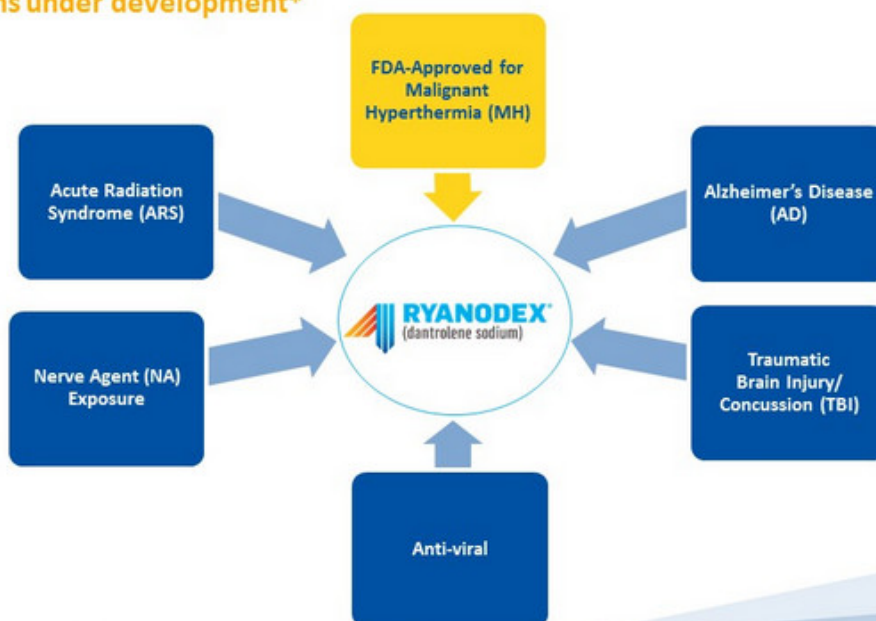 under development*
FDA-Approved for
Malignant
Hyperthermia (MH)
Acute Radiation
Syndrome (ARS)
Alzheimer's Disease
(AD)
RYANODEX®
(dantrolene sodium)
Nerve Agent (NA)
Exposure
Traumatic
Brain Injury/
Concussion (TBI)
Anti-viral